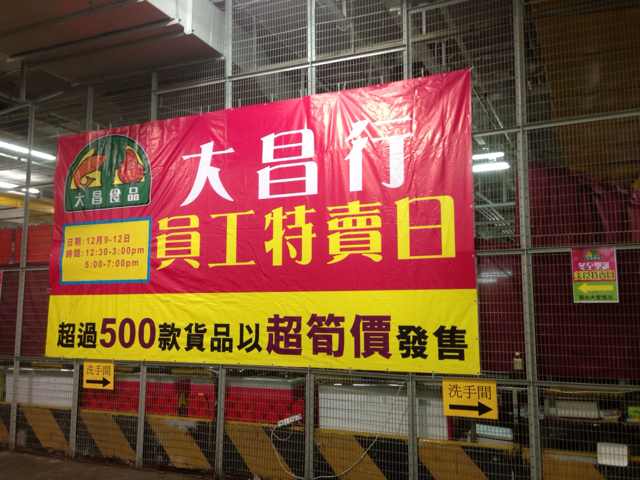 大昌行
大昌食品
員工特賣日
日期:12月9-12日
時間:12:30-3:00pm
5:00-7:00pm
超過500款貨品以超筍價發售
洗手間
洗手間